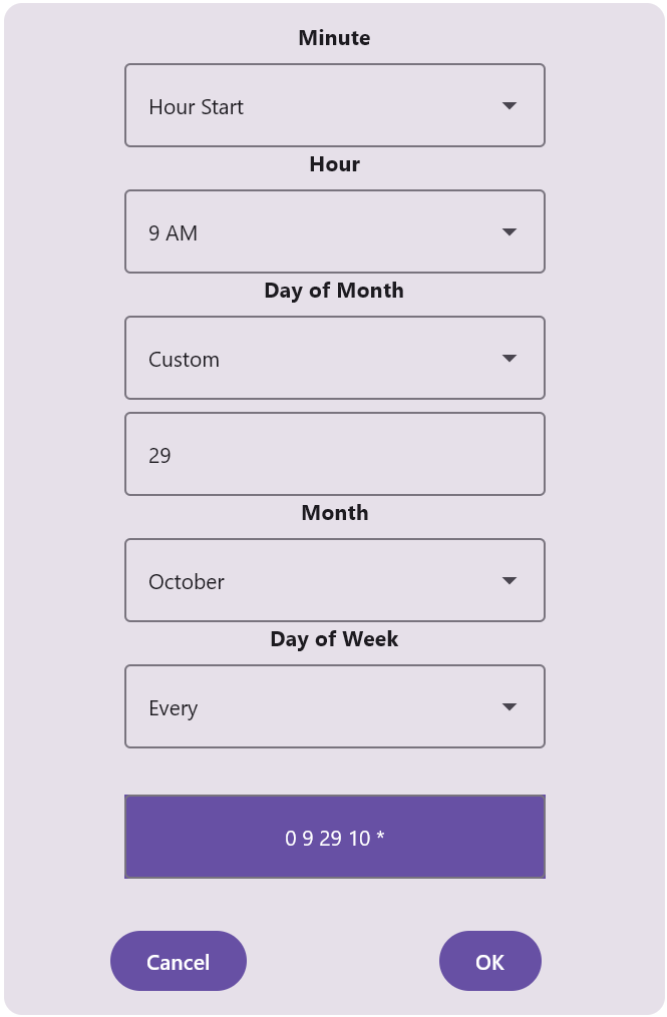 Minute
Hour Start
Hour
9 AM
Day of Month
Custom
29
Month
October
Day of Week
Every
0 9 29 10 *
Cancel
OK